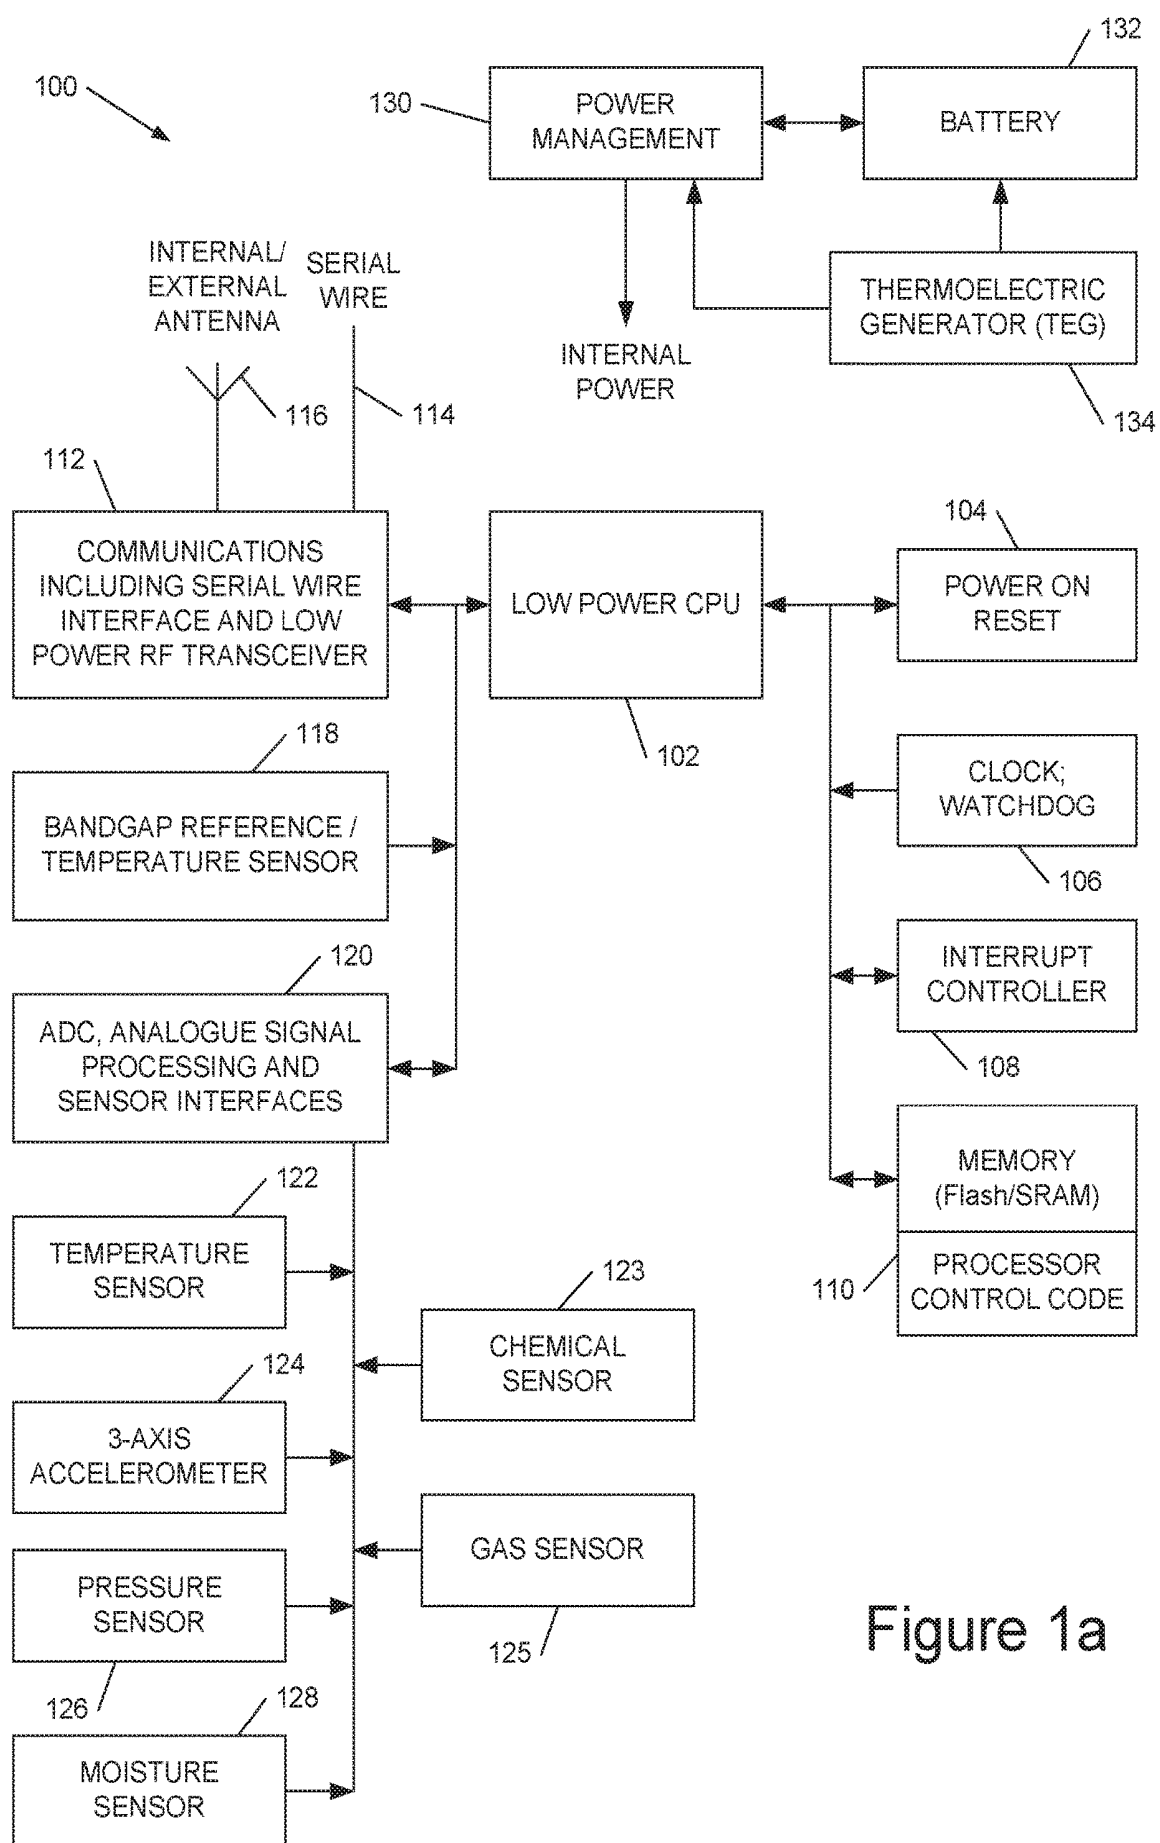 132
100
130
POWER
MANAGEMENT
BATTERY
INTERNAL/
EXTERNAL
ANTENNA
SERIAL
WIRE
THERMOELECTRIC
GENERATOR (TEG)
INTERNAL
POWER
116
114
134
112
104
COMMUNICATIONS
INCLUDING SERIAL WIRE
INTERFACE AND LOW
POWER RF TRANSCEIVER
LOW POWER CPU
POWER ON
RESET
118
102
CLOCK;
WATCHDOG
BANDGAP REFERENCE /
TEMPERATURE SENSOR
106
120
INTERRUPT
CONTROLLER
ADC, ANALOGUE SIGNAL
PROCESSING AND
SENSOR INTERFACES
108
MEMORY
(Flash/SRAM)
122
TEMPERATURE
SENSOR
123
110
PROCESSOR
CONTROL CODE
CHEMICAL
SENSOR
124
3-AXIS
ACCELEROMETER
GAS SENSOR
PRESSURE
SENSOR
125
Figure 1a
126
128
MOISTURE
SENSOR